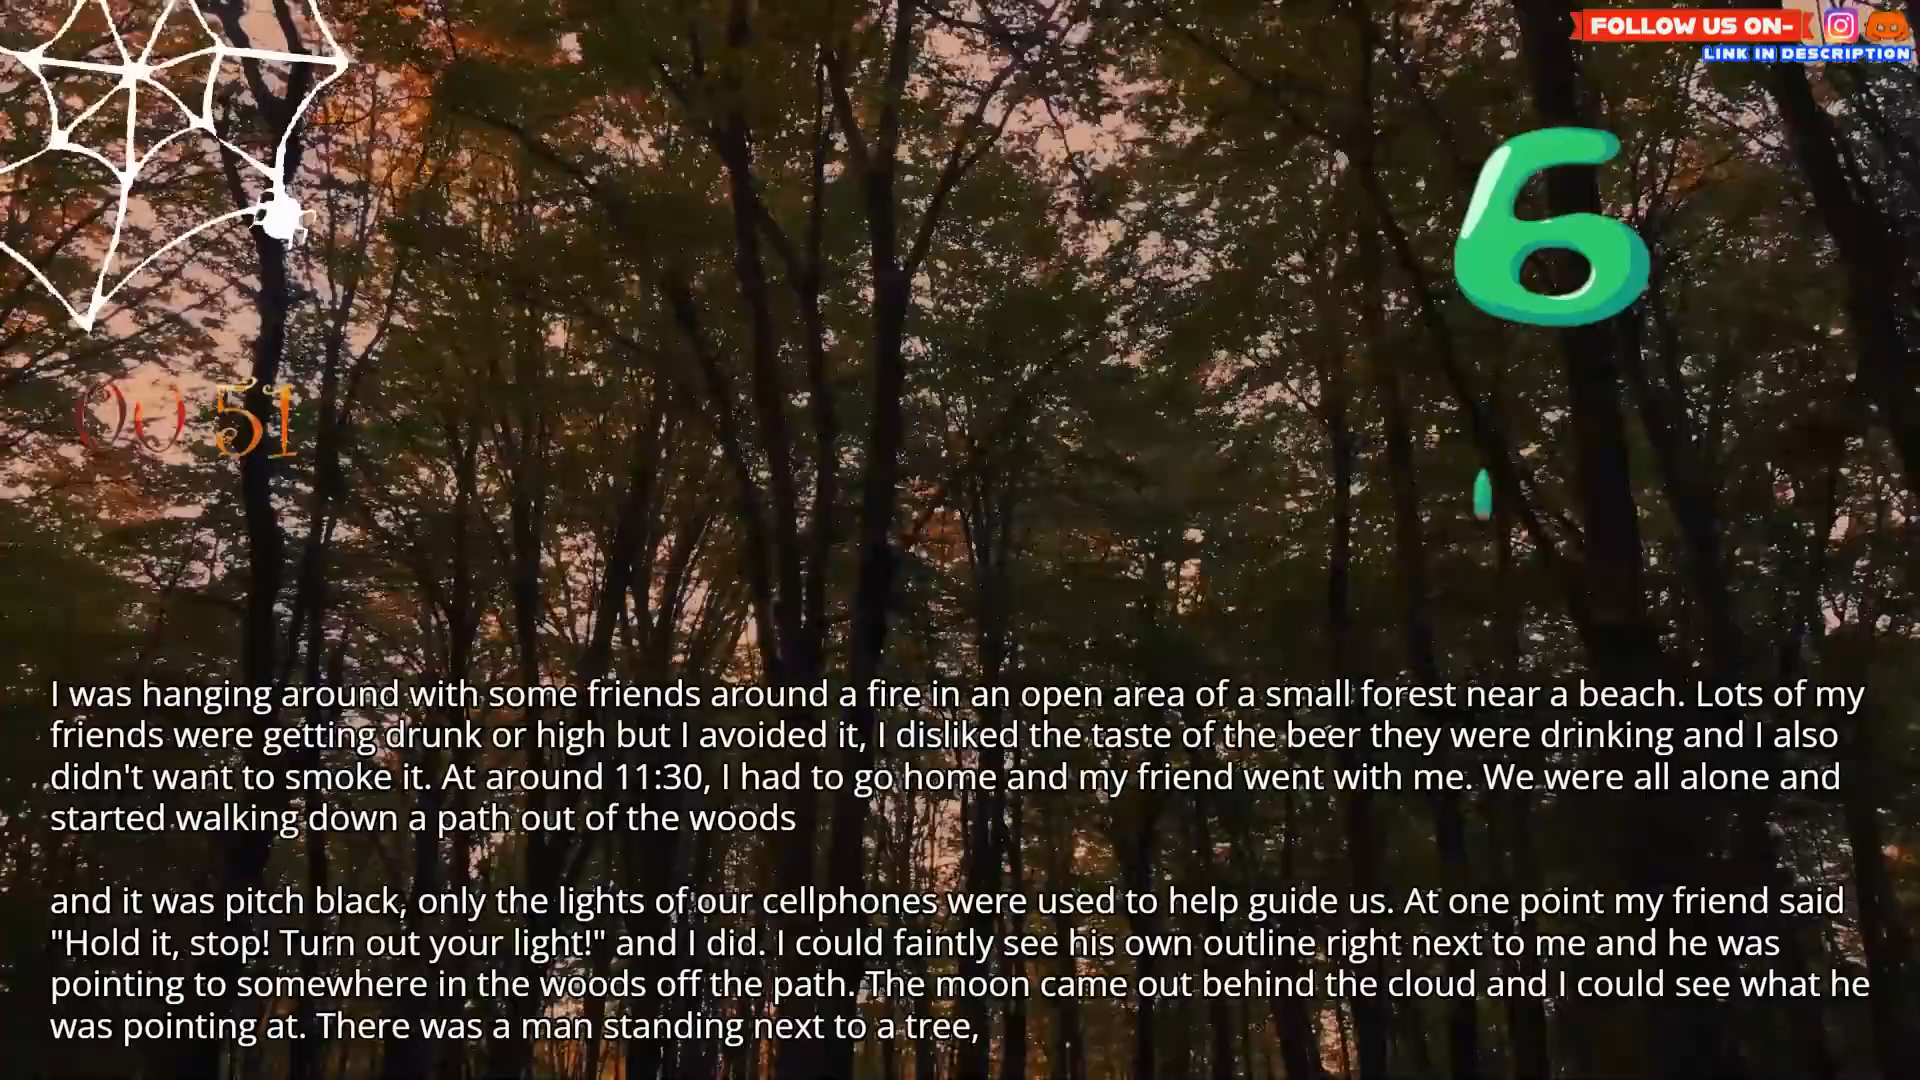 FOLLOW US ON-
LINK IN DESCRIPTION
6
00 51
I was hanging around with some friends around a fire in an open area of a small forest near a beach. Lots of my
friends were getting drunk or high but I avoided it, I disliked the taste of the beer they were drinking and I also
didn't want to smoke it. At around 11:30, I had to go home and my friend went with me. We were all alone and
started walking down a path out of the woods
and it was pitch black, only the lights of our cellphones were used to help guide us. At one point my friend said
"Hold it, stop! Turn out your light!" and I did. I could faintly see his own outline right next to me and he was
pointing to somewhere in the woods off the path. The moon came out behind the cloud and I could see what he
was pointing at. There was a man standing next to a tree,